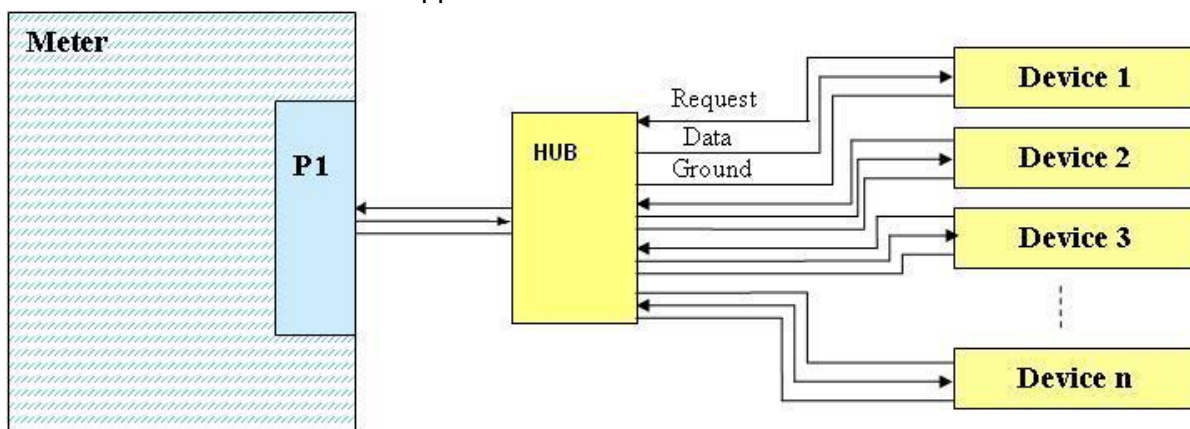 Meter
P1
HUB
Request
Data
Ground
Device 1
Device 2
Device 3
Device n